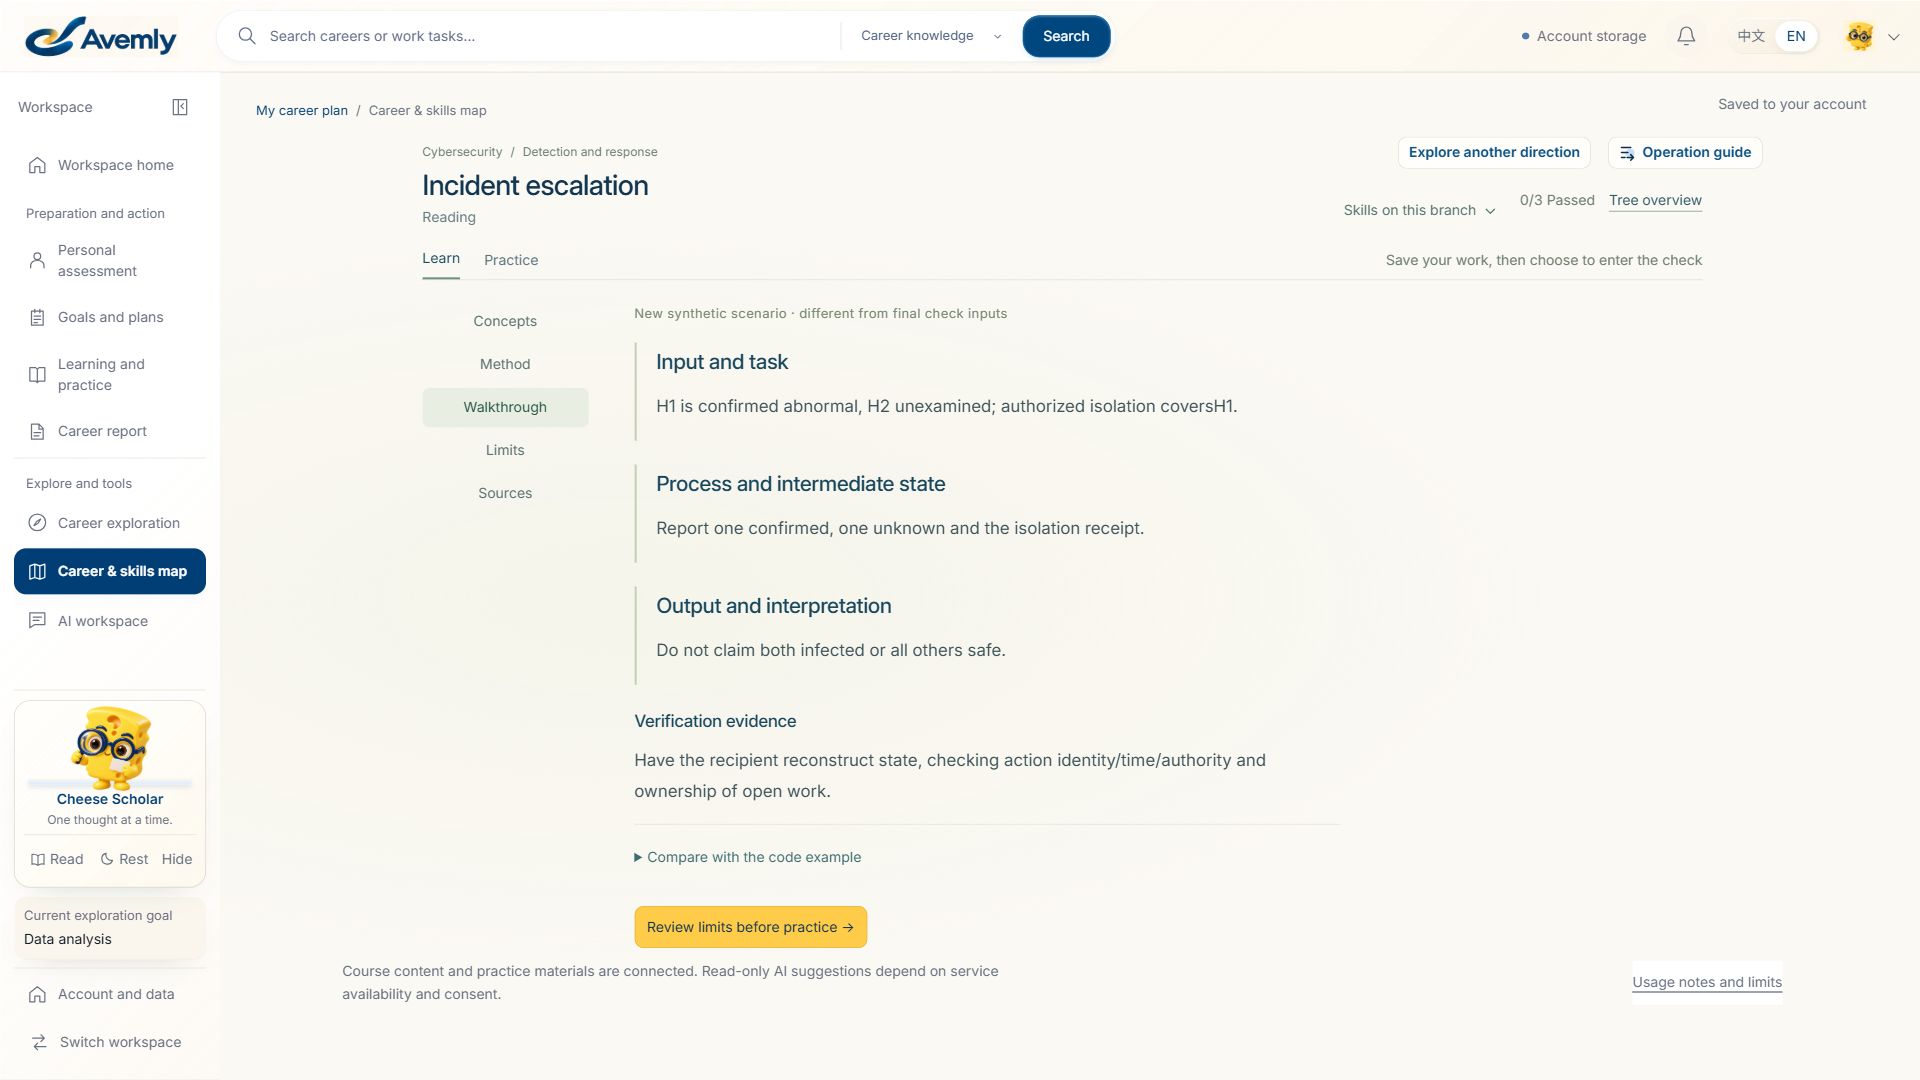 Avemly
Search careers or work tasks...
Career knowledge
Search
Account storage
中文
EN
Workspace
Workspace home
Preparation and action
Personal
assessment
Goals and plans
Learning and
practice
Career report
Explore and tools
Career exploration
Career & skills map
AI workspace
Cheese Scholar
One thought at a time.
Read
Rest
Hide
Current exploration goal
Data analysis
Account and data
Switch workspace
My career plan / Career & skills map
Saved to your account
Cybersecurity / Detection and response
Incident escalation
Reading
Explore another direction
Operation guide
Skills on this branch
0/3 Passed
Tree overview
Learn
Practice
Save your work, then choose to enter the check
Concepts
Method
Walkthrough
Limits
Sources
New synthetic scenario · different from final check inputs
Input and task
H1 is confirmed abnormal, H2 unexamined; authorized isolation coversH1.
Process and intermediate state
Report one confirmed, one unknown and the isolation receipt.
Output and interpretation
Do not claim both infected or all others safe.
Verification evidence
Have the recipient reconstruct state, checking action identity/time/authority and
ownership of open work.
▶ Compare with the code example
Review limits before practice →
Course content and practice materials are connected. Read-only AI suggestions depend on service
availability and consent.
Usage notes and limits